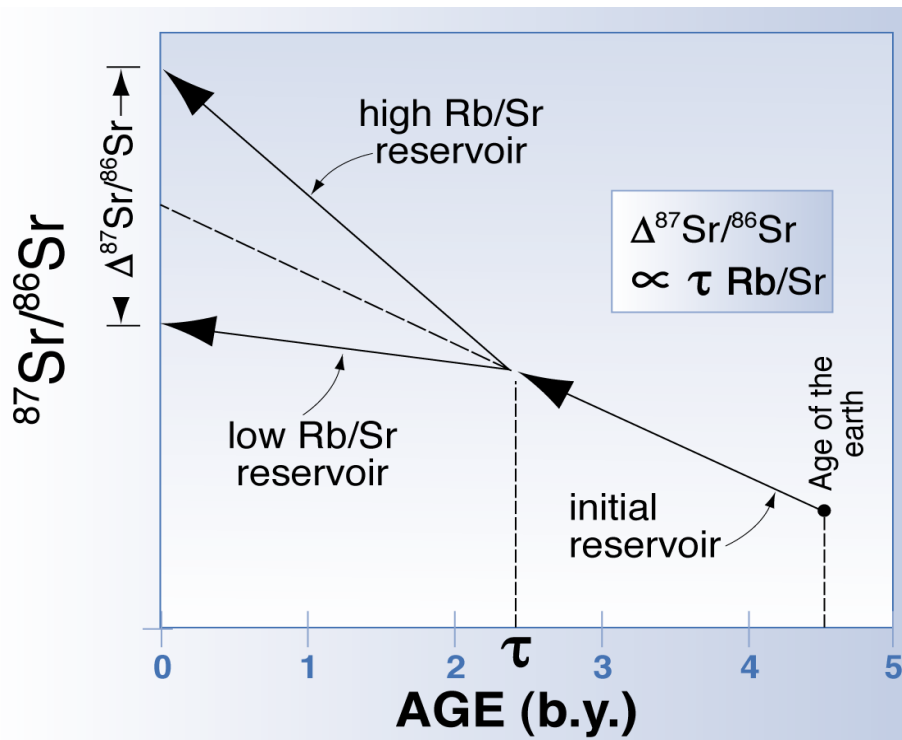 ⁸⁷Sr/⁸⁶Sr
Δ⁸⁷Sr/⁸⁶Sr
high Rb/Sr
reservoir
Δ⁸⁷Sr/⁸⁶Sr
∝ τ Rb/Sr
low Rb/Sr
reservoir
Age of the
earth
initial
reservoir
0 1 2 τ 3 4 5
AGE (b.y.)